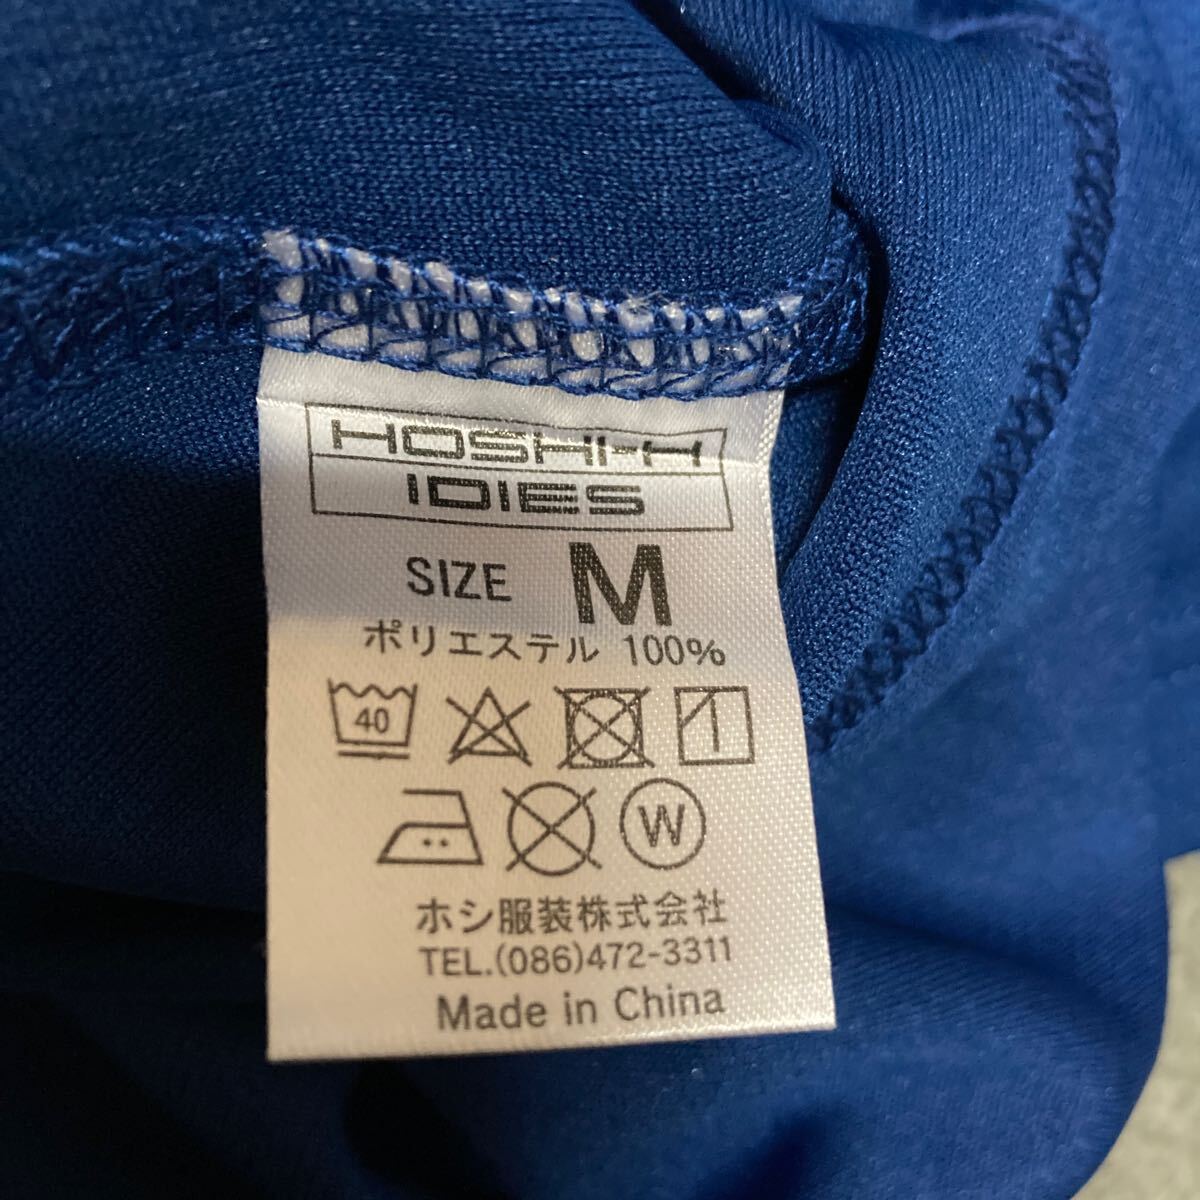 HOSHI-H
IDIES
SIZE M
ポリエステル 100%
40
W
ホシ服装株式会社
TEL.(086)472-3311
Made in China